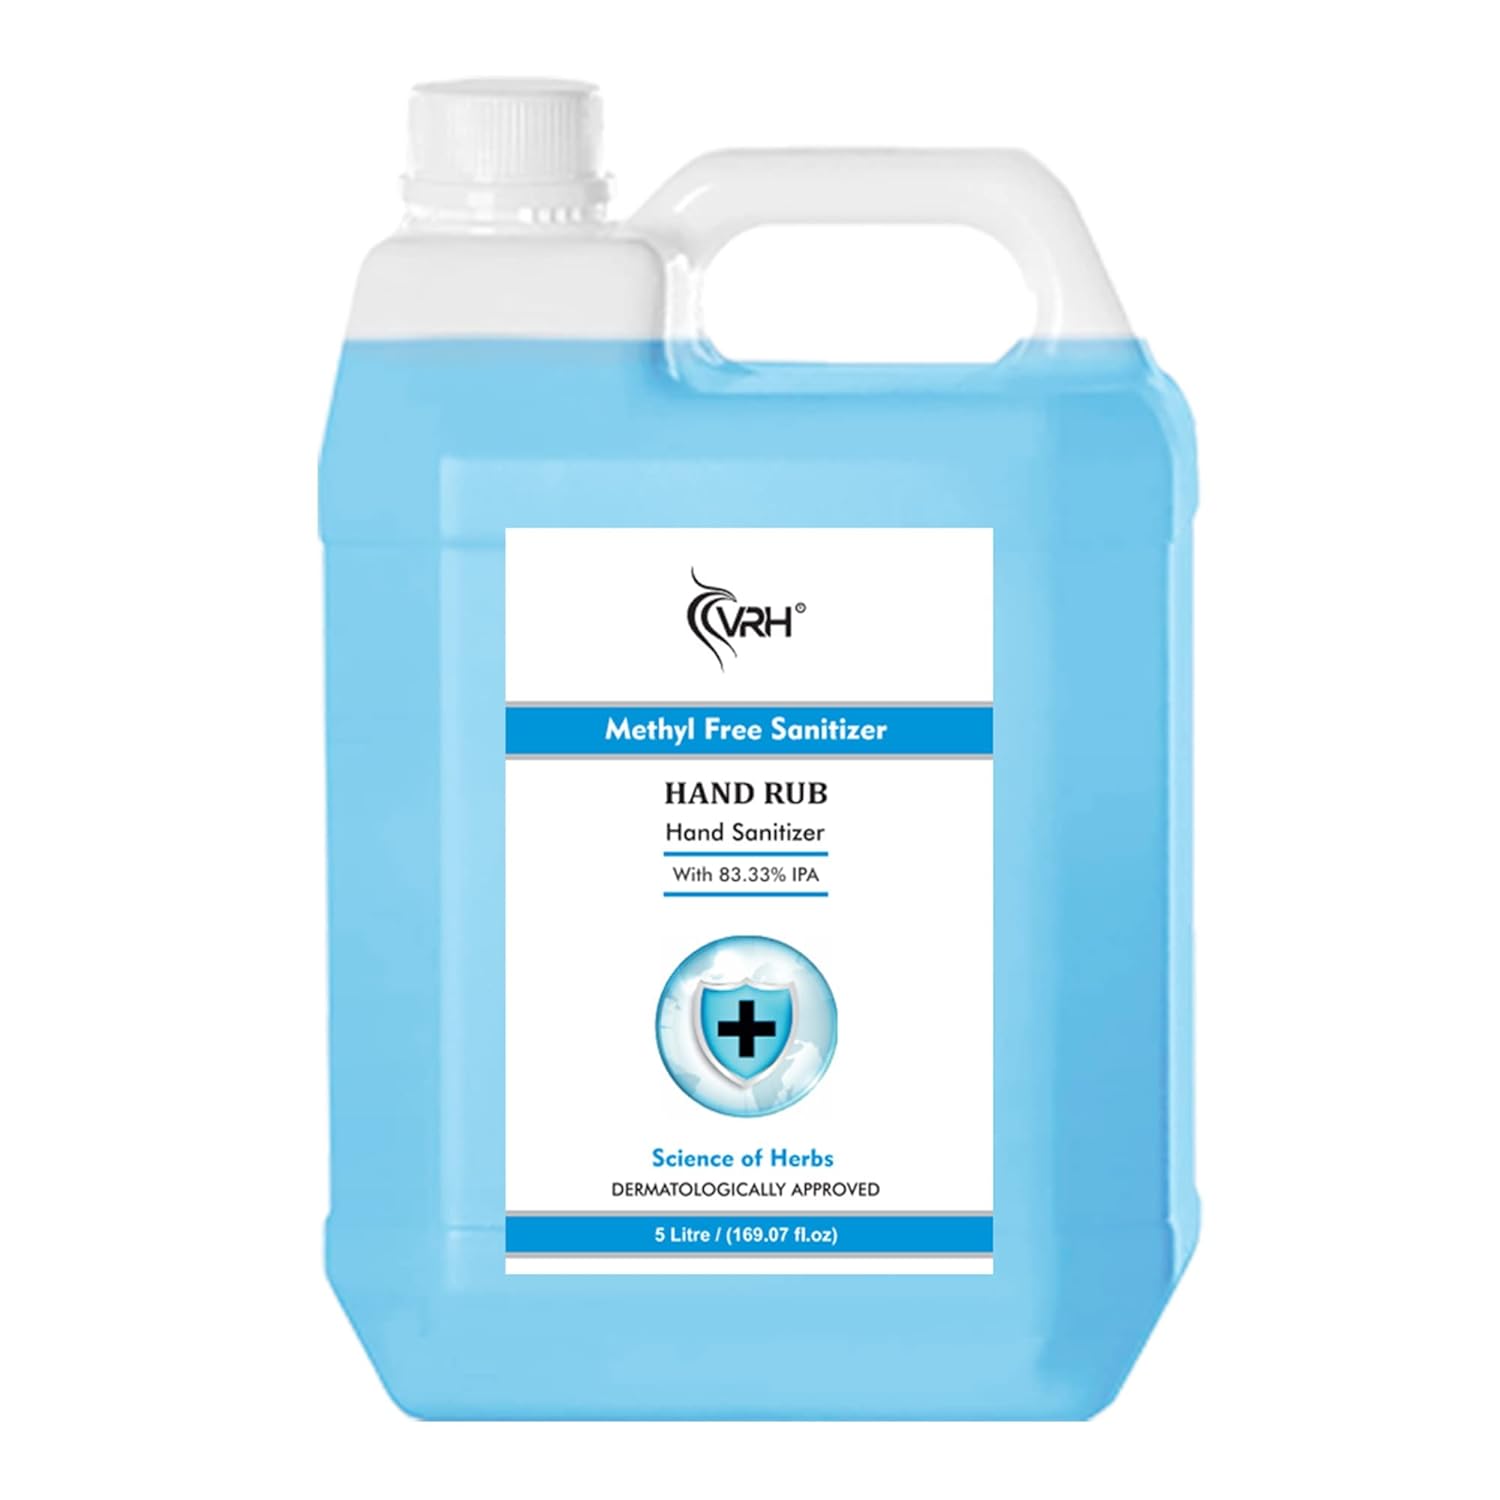 VRH
Methyl Free Sanitizer
HAND RUB
Hand Sanitizer
With 83.33% IPA
Science of Herbs
DERMATOLOGICALLY APPROVED
5 Litre / (169.07 fl.oz)